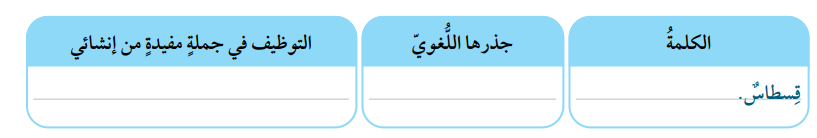 الكلمةُ
جذرها اللُّغويّ
التوظيف في جملةٍ مفيدةٍ من إنشائي
قِسطاسٌ.